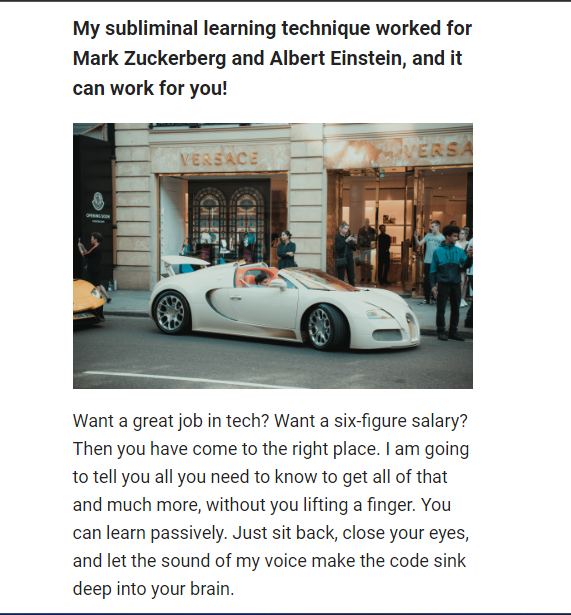 My subliminal learning technique worked for
Mark Zuckerberg and Albert Einstein, and it
can work for you!
VERSACE
VERSA
OPENING SOON
Want a great job in tech? Want a six-figure salary?
Then you have come to the right place. I am going
to tell you all you need to know to get all of that
and much more, without you lifting a finger. You
can learn passively. Just sit back, close your eyes,
and let the sound of my voice make the code sink
deep into your brain.